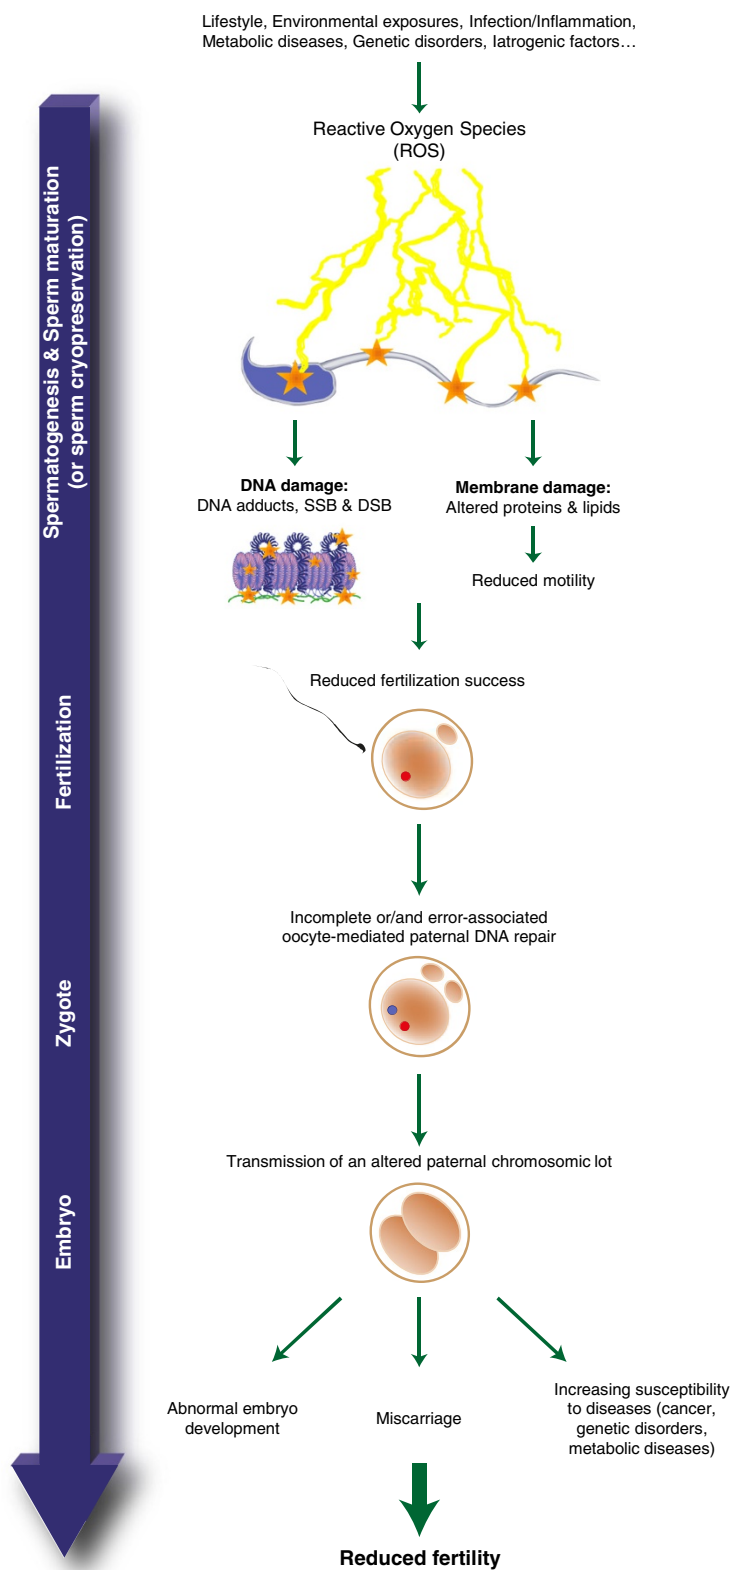 Lifestyle, Environmental exposures, Infection/Inflammation,
Metabolic diseases, Genetic disorders, Iatrogenic factors…
Reactive Oxygen Species
(ROS)
Spermatogenesis & Sperm maturation
(or sperm cryopreservation)
DNA damage:
DNA adducts, SSB & DSB
Membrane damage:
Altered proteins & lipids
Reduced motility
Fertilization
Reduced fertilization success
Incomplete or/and error-associated
oocyte-mediated paternal DNA repair
Zygote
Transmission of an altered paternal chromosomic lot
Embryo
Abnormal embryo
development
Miscarriage
Increasing susceptibility
to diseases (cancer,
genetic disorders,
metabolic diseases)
Reduced fertility